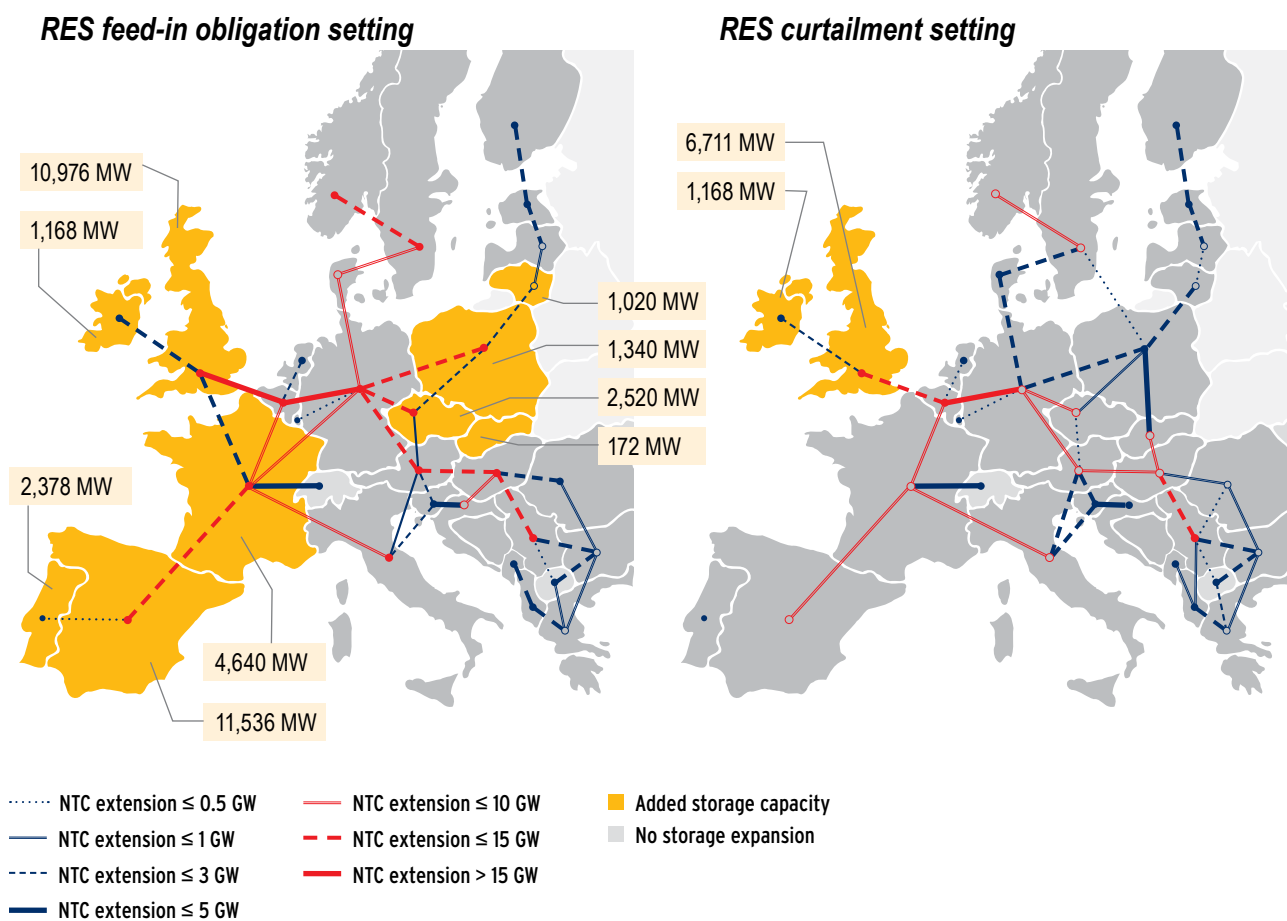 RES feed-in obligation setting
RES curtailment setting
10,976 MW
1,168 MW
1,020 MW
1,340 MW
2,520 MW
172 MW
2,378 MW
4,640 MW
11,536 MW
6,711 MW
1,168 MW
NTC extension ≤ 0.5 GW
NTC extension ≤ 1 GW
NTC extension ≤ 3 GW
NTC extension ≤ 5 GW
NTC extension ≤ 10 GW
NTC extension ≤ 15 GW
NTC extension > 15 GW
Added storage capacity
No storage expansion